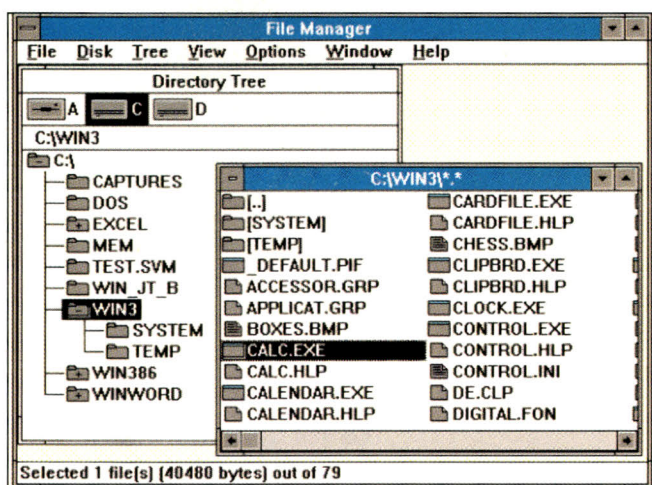 File Manager
File Disk Tree View Options Window Help
Directory Tree
A C D
C:\WIN3
C:\
CAPTURES
DOS
EXCEL
MEM
TEST.SVM
WIN_JT_B
WIN3
SYSTEM
TEMP
WIN386
WINWORD
C:\WIN3\*.*
[..]
[SYSTEM]
[TEMP]
_DEFAULT.PIF
ACCESSOR.GRP
APPLICAT.GRP
BOXES.BMP
CALC.EXE
CALC.HLP
CALENDAR.EXE
CALENDAR.HLP
CARDFILE.EXE
CARDFILE.HLP
CHESS.BMP
CLIPBRD.EXE
CLIPBRD.HLP
CLOCK.EXE
CONTROL.EXE
CONTROL.HLP
CONTROL.INI
DE.CLP
DIGITAL.FON
Selected 1 file(s) (40480 bytes) out of 79